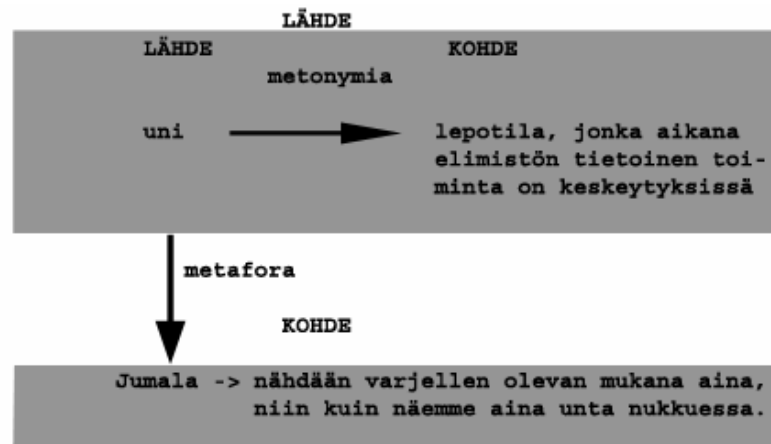 LÄHDE
LÄHDE KOHDE
metonymia
uni lepotila, jonka aikana
elimistön tietoinen toi-
minta on keskeytyksissä
metafora
KOHDE
Jumala -> nähdään varjellen olevan mukana aina,
niin kuin näemme aina unta nukkuessa.